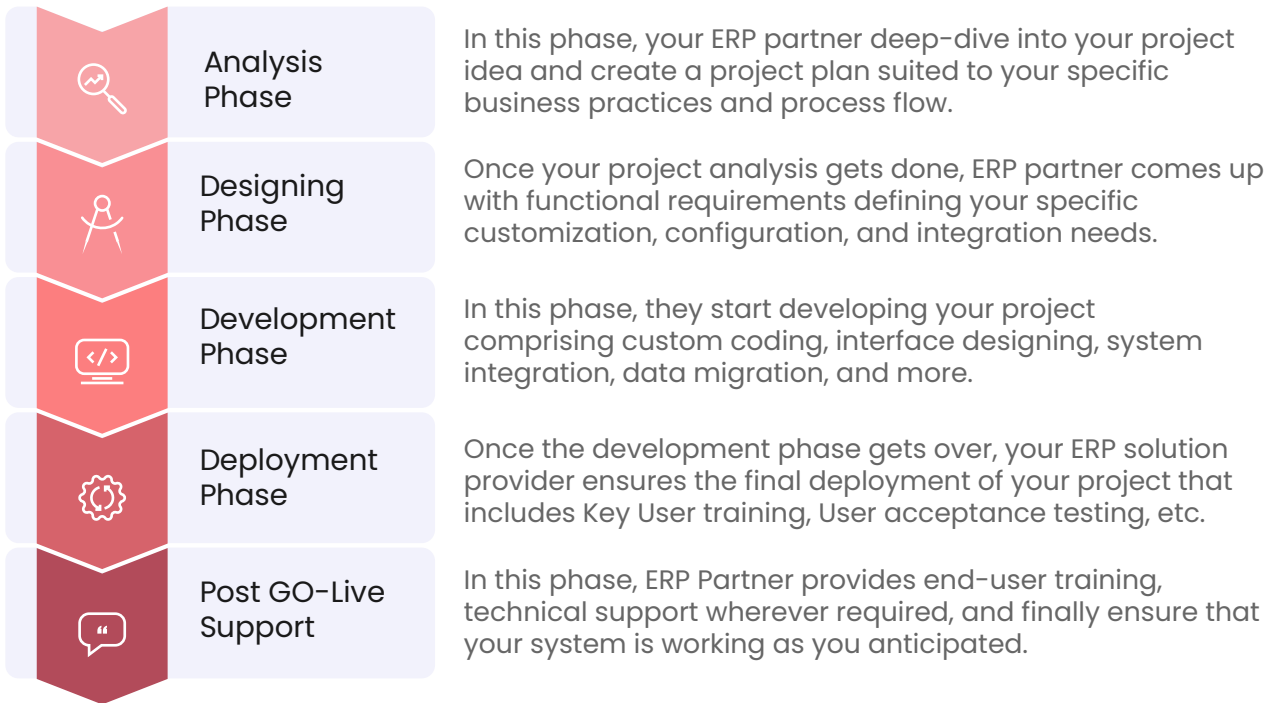 Analysis
Phase
In this phase, your ERP partner deep-dive into your project
idea and create a project plan suited to your specific
business practices and process flow.
Designing
Phase
Once your project analysis gets done, ERP partner comes up
with functional requirements defining your specific
customization, configuration, and integration needs.
</>
Development
Phase
In this phase, they start developing your project
comprising custom coding, interface designing, system
integration, data migration, and more.
Deployment
Phase
Once the development phase gets over, your ERP solution
provider ensures the final deployment of your project that
includes Key User training, User acceptance testing, etc.
“
Post GO-Live
Support
In this phase, ERP Partner provides end-user training,
technical support wherever required, and finally ensure that
your system is working as you anticipated.